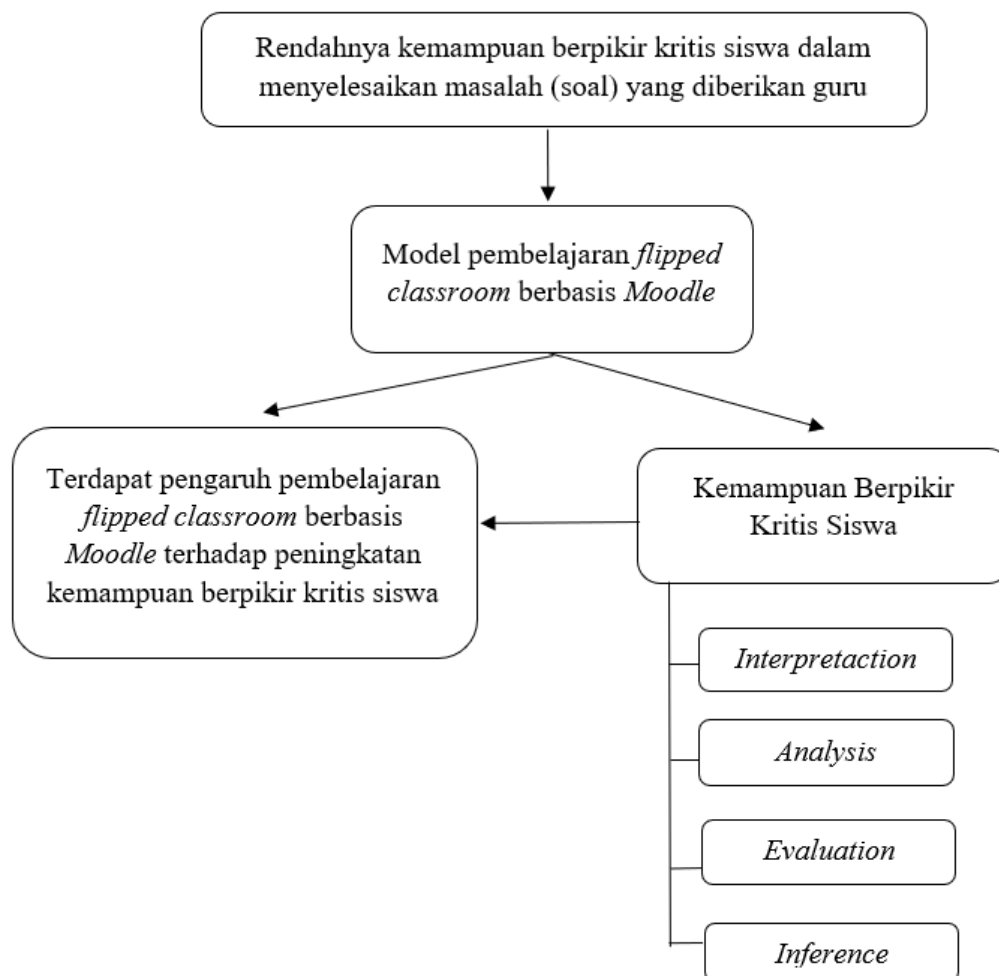 Rendahnya kemampuan berpikir kritis siswa dalam
menyelesaikan masalah (soal) yang diberikan guru
Model pembelajaran flipped
classroom berbasis Moodle
Terdapat pengaruh pembelajaran
flipped classroom berbasis
Moodle terhadap peningkatan
kemampuan berpikir kritis siswa
Kemampuan Berpikir
Kritis Siswa
Interpretaction
Analysis
Evaluation
Inference